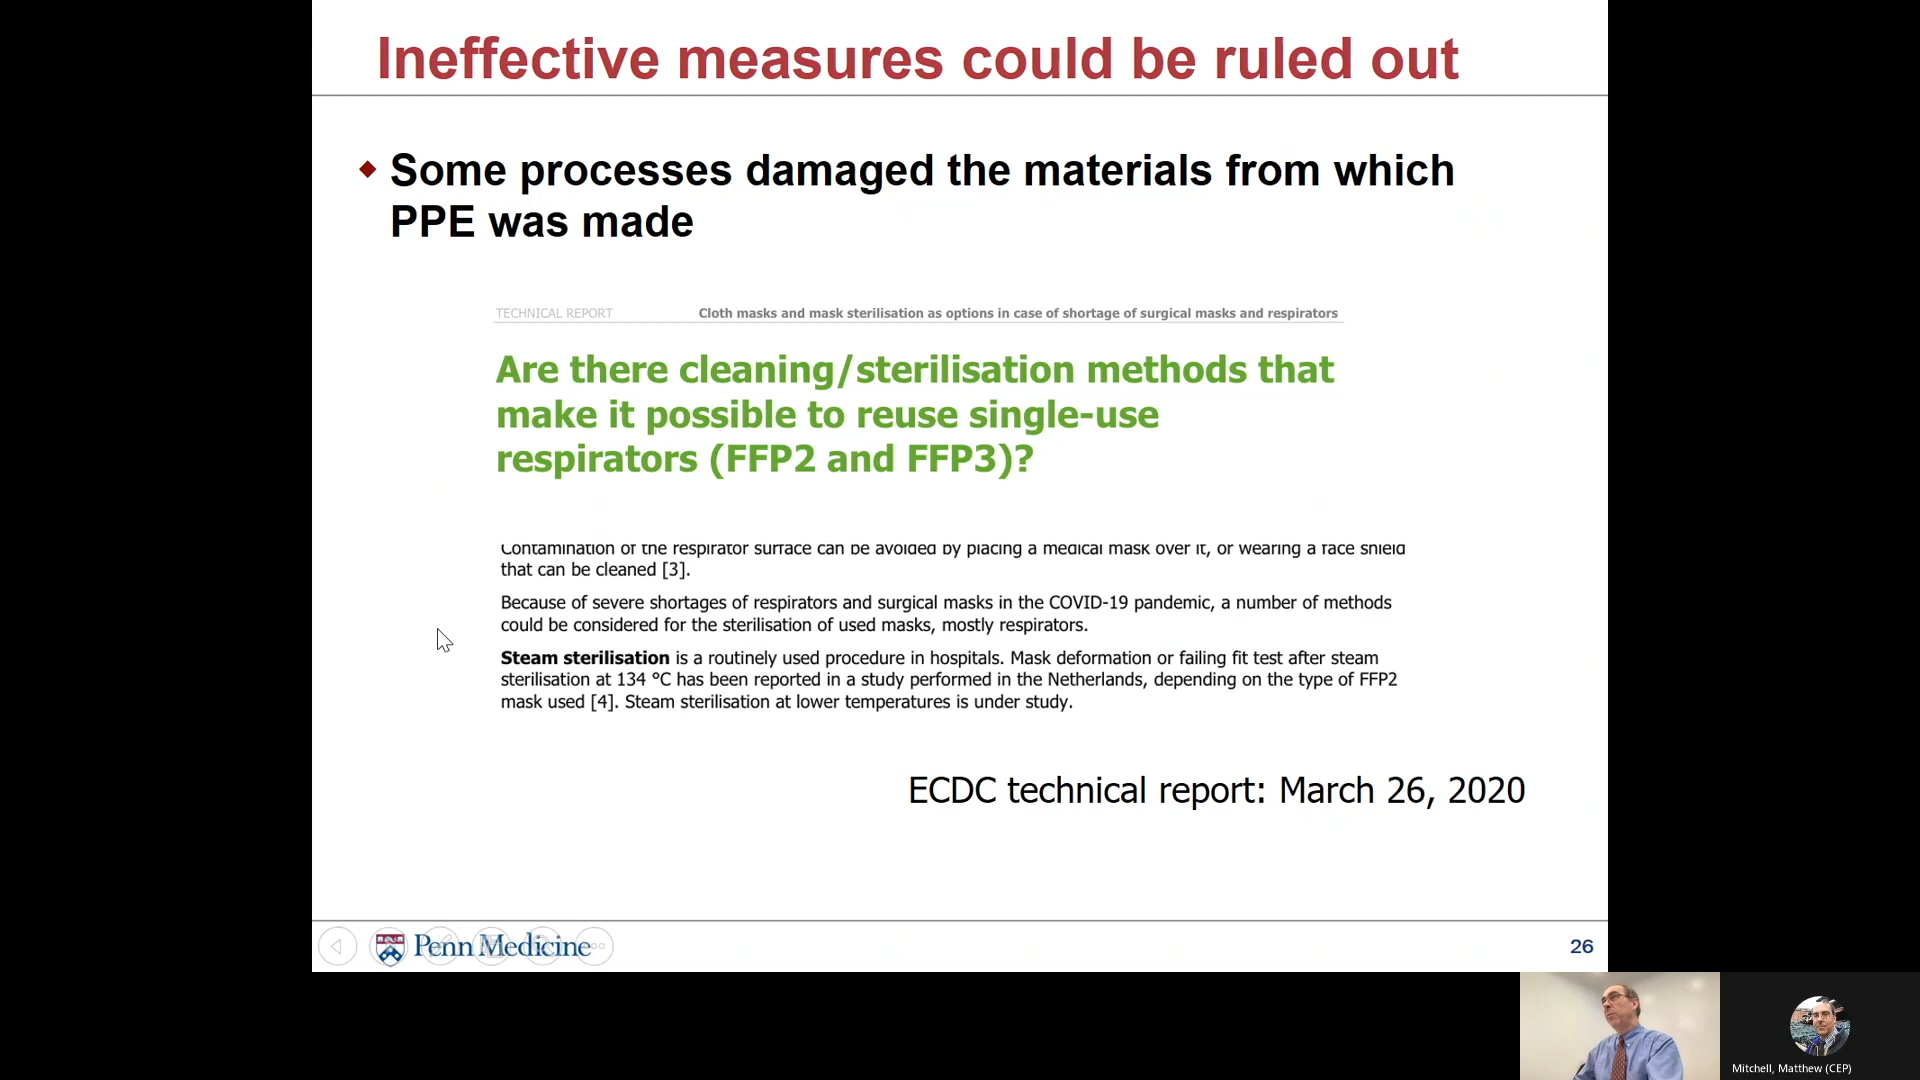 Ineffective measures could be ruled out
Some processes damaged the materials from which
PPE was made
TECHNICAL REPORT Cloth masks and mask sterilisation as options in case of shortage of surgical masks and respirators
Are there cleaning/sterilisation methods that
make it possible to reuse single-use
respirators (FFP2 and FFP3)?
Contamination of the respirator surface can be avoided by placing a medical mask over it, or wearing a face shield
that can be cleaned [3].
Because of severe shortages of respirators and surgical masks in the COVID-19 pandemic, a number of methods
could be considered for the sterilisation of used masks, mostly respirators.
Steam sterilisation is a routinely used procedure in hospitals. Mask deformation or failing fit test after steam
sterilisation at 134 °C has been reported in a study performed in the Netherlands, depending on the type of FFP2
mask used [4]. Steam sterilisation at lower temperatures is under study.
ECDC technical report: March 26, 2020
Penn Medicine
26
Mitchell, Matthew (CEP)